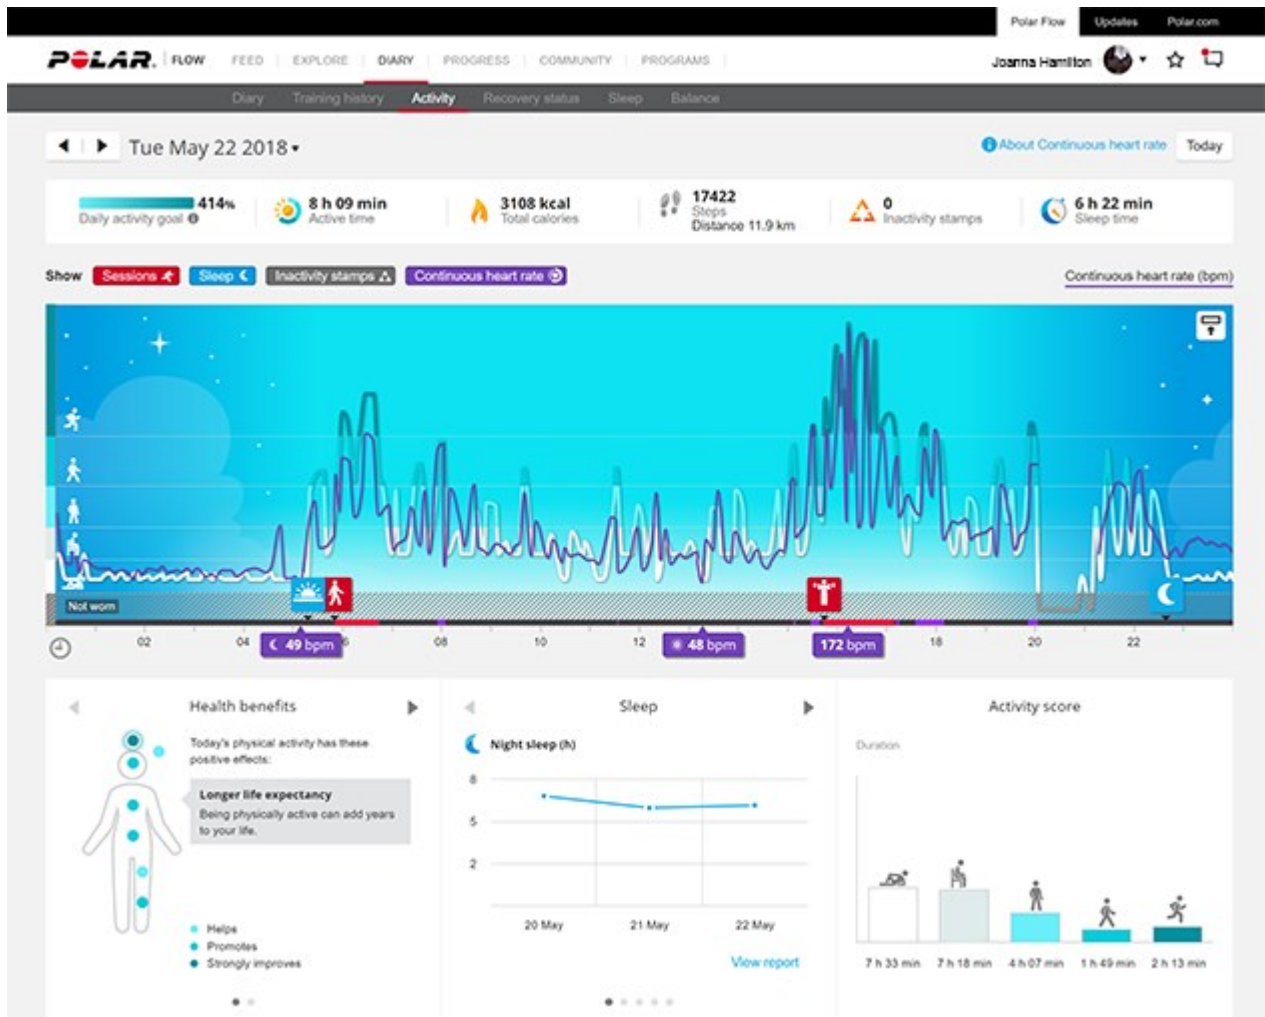 Polar Flow Updates Polar.com
POLAR. FLOW FEED EXPLORE DIARY PROGRESS COMMUNITY PROGRAMS Joanna Hamilton
Diary Training history Activity Recovery status Sleep Balance
Tue May 22 2018 About Continuous heart rate Today
414% 8 h 09 min 3108 kcal 17422 0 6 h 22 min
Daily activity goal Active time Total calories Steps Inactivity stamps Sleep time
Distance 11.9 km
Show Sessions Sleep Inactivity stamps Continuous heart rate Continuous heart rate (bpm)
Not worn
02 04 6 08 10 12 18 20 22
49 bpm 48 bpm 172 bpm
Health benefits
Today's physical activity has these
positive effects:
Longer life expectancy
Being physically active can add years
to your life.
Helps
Promotes
Strongly improves
Sleep
Night sleep (h)
8
5
2
20 May 21 May 22 May
View report
Activity score
Duration
7 h 33 min 7 h 18 min 4 h 07 min 1 h 49 min 2 h 13 min